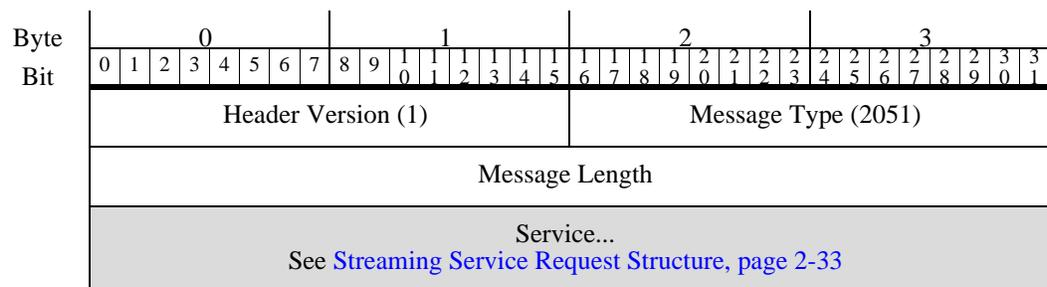 Byte 0 1 2 3
Bit 0 1 2 3 4 5 6 7 8 9 10 11 12 13 14 15 16 17 18 19 20 21 22 23 24 25 26 27 28 29 30 31
Header Version (1) Message Type (2051)
Message Length
Service...
See Streaming Service Request Structure, page 2-33